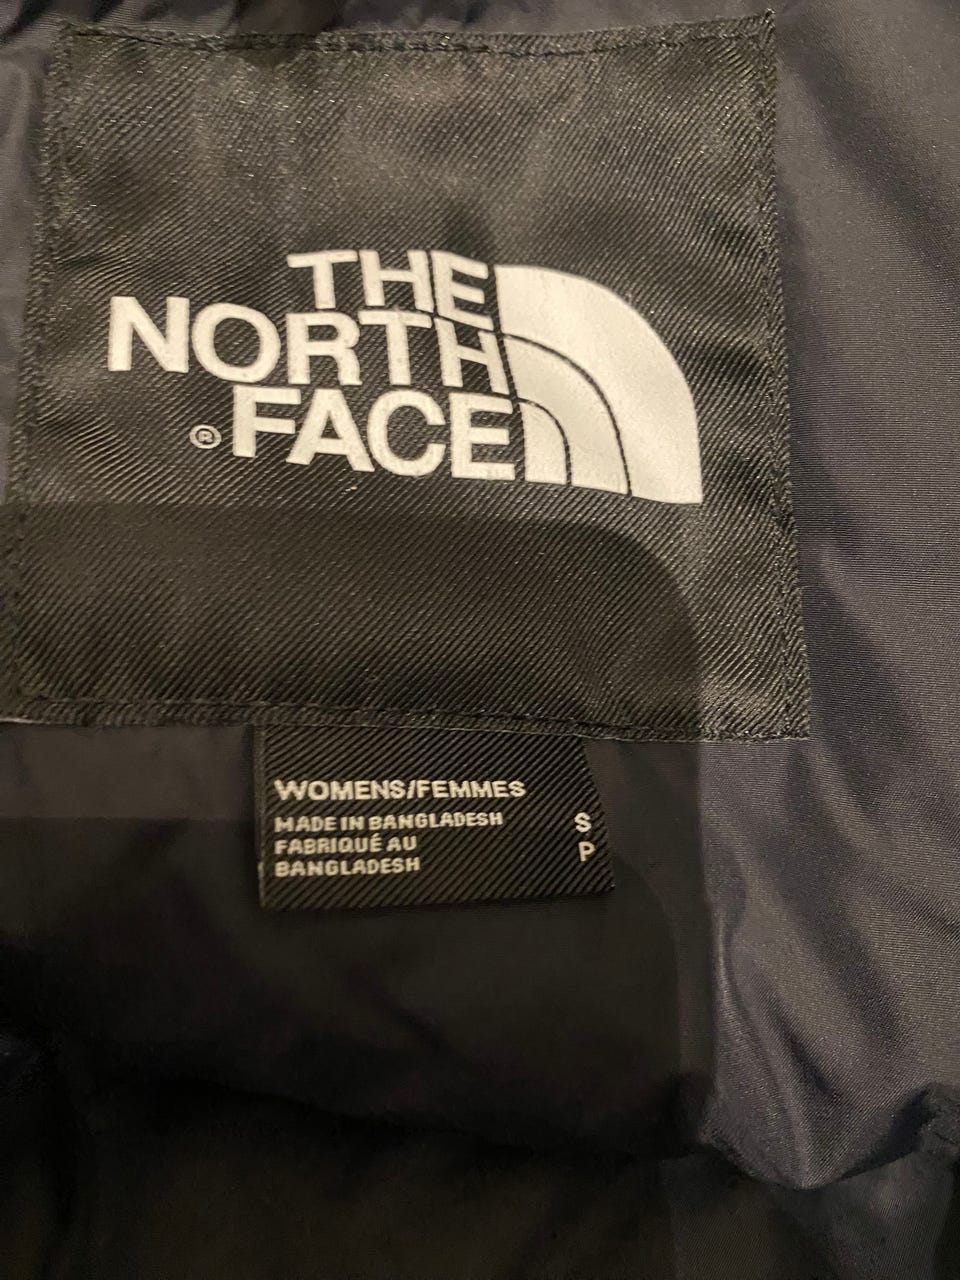 THE
NORTH
® FACE
WOMENS/FEMMES
MADE IN BANGLADESH S
FABRIQUÉ AU P
BANGLADESH